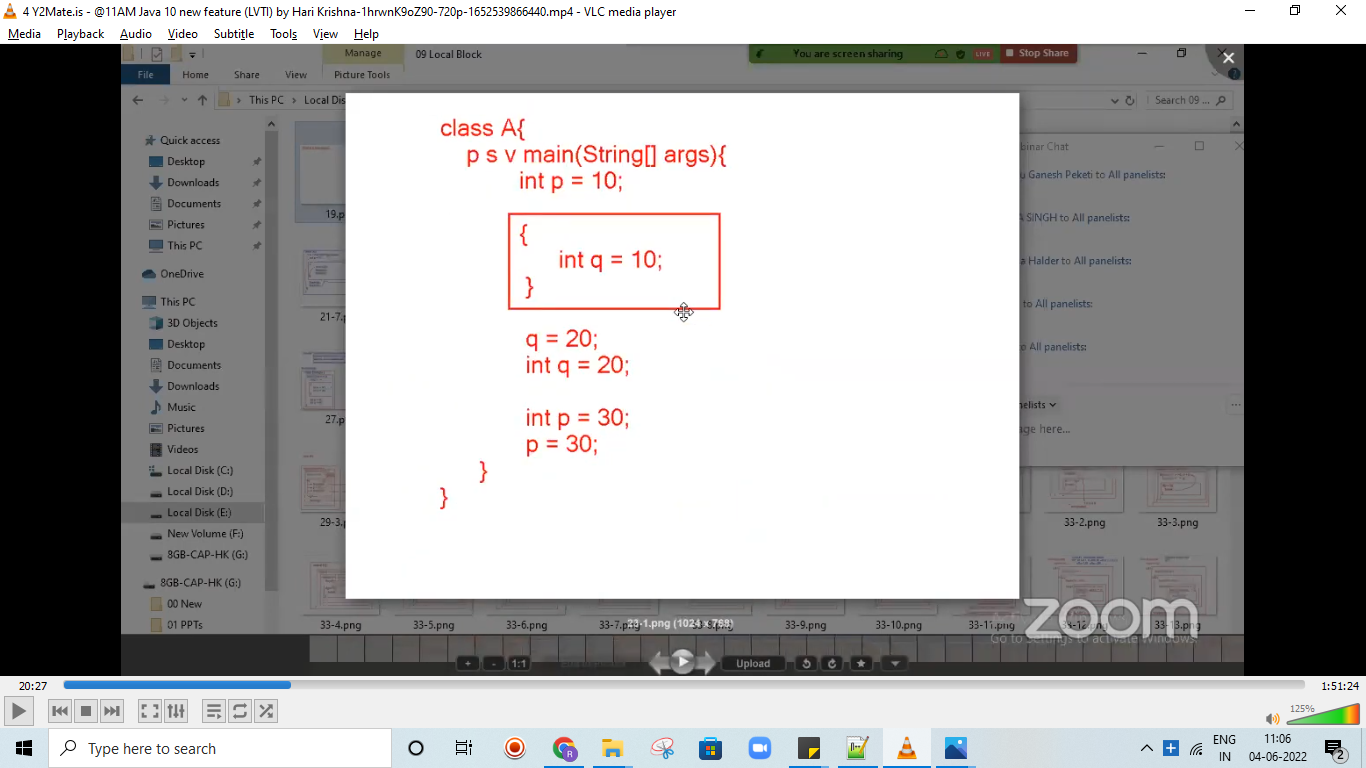 4 Y2Mate.is - @11AM Java 10 new feature (LVTI) by Hari Krishna-1hrwnK9oZ90-720p-1652539866440.mp4 - VLC media player
Media Playback Audio Video Subtitle Tools View Help
Manage
09 Local Block
You are screen sharing
LIVE
Stop Share
File Home Share View Picture Tools
This PC
Local Dis
Search 09 ...
Quick access
Desktop
Downloads
Documents
Pictures
This PC
OneDrive
This PC
3D Objects
Desktop
Documents
Downloads
Music
Pictures
Videos
Local Disk (C:)
Local Disk (D:)
Local Disk (E:)
New Volume (F:)
8GB-CAP-HK (G:)
8GB-CAP-HK (G:)
00 New
01 PPTs
19.p
21-7.p
27.p
29-3.p
class A{
p s v main(String[] args){
int p = 10;
{
int q = 10;
}
q = 20;
int q = 20;
int p = 30;
p = 30;
}
}
binar Chat
u Ganesh Peketi to All panelists:
A SINGH to All panelists:
a Halder to All panelists:
to All panelists:
o All panelists:
nelists
age here...
33-2.png 33-3.png
33-4.png 33-5.png 33-6.png 33-7.png 33-8.png 33-9.png 33-10.png 33-11.png 33-12.png 33-13.png
33-1.png (1024 x 768)
zoom
Go to Settings to activate Windows.
+ - 1:1
Upload
20:27
1:51:24
125%
Type here to search
ENG
IN
11:06
04-06-2022
2